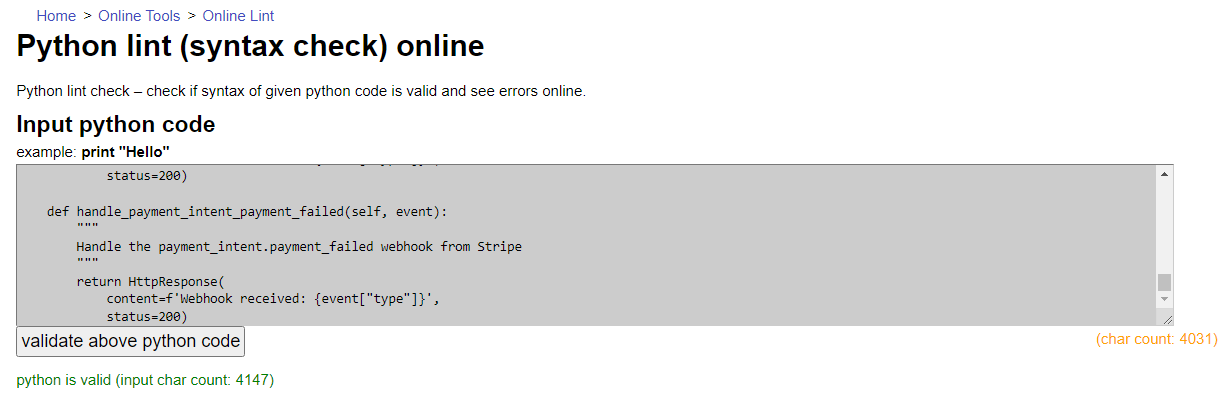 Home > Online Tools > Online Lint
Python lint (syntax check) online
Python lint check – check if syntax of given python code is valid and see errors online.
Input python code
example: print "Hello"
status=200)
def handle_payment_intent_payment_failed(self, event):
"""
Handle the payment_intent.payment_failed webhook from Stripe
"""
return HttpResponse(
content=f'Webhook received: {event["type"]}',
status=200)
validate above python code
(char count: 4031)
python is valid (input char count: 4147)